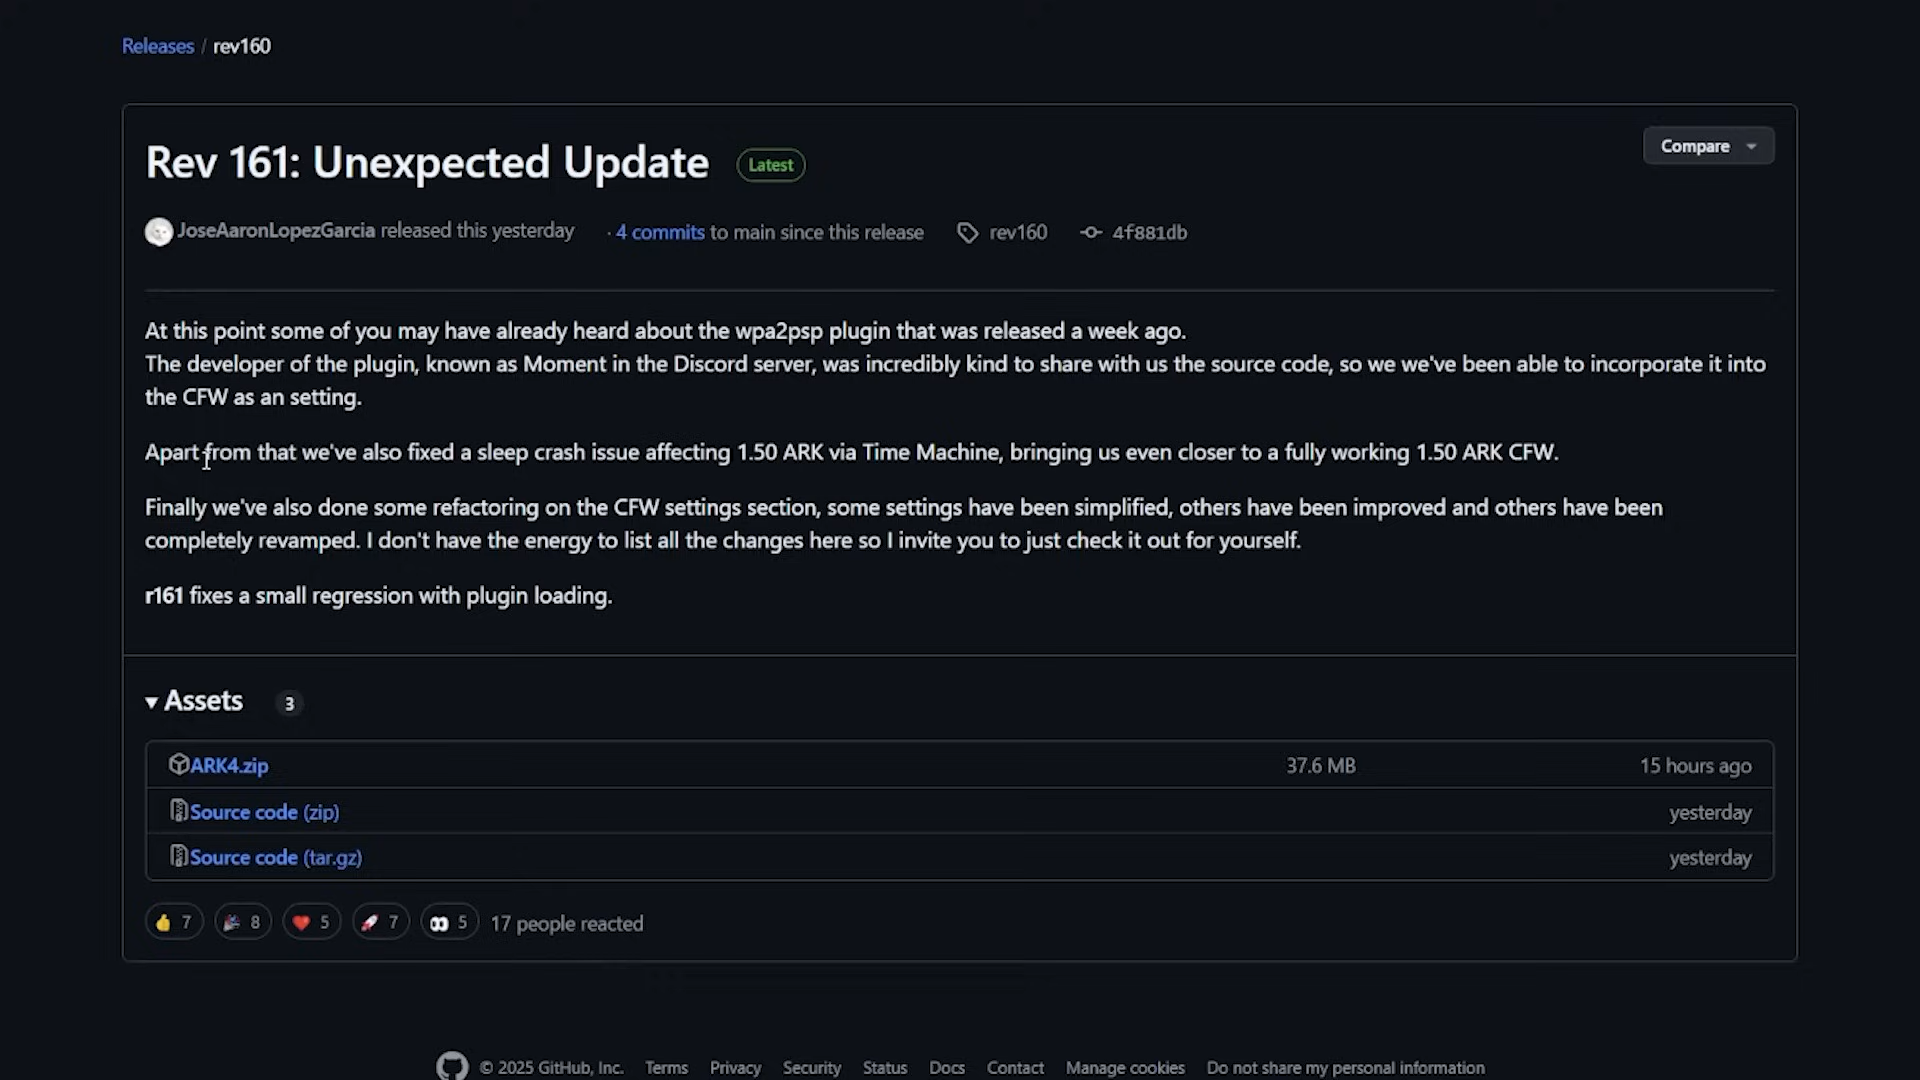 Releases / rev160
Rev 161: Unexpected Update Latest
Compare
JoseAaronLopezGarcia released this yesterday · 4 commits to main since this release rev160 4f881db
At this point some of you may have already heard about the wpa2psp plugin that was released a week ago.
The developer of the plugin, known as Moment in the Discord server, was incredibly kind to share with us the source code, so we we've been able to incorporate it into
the CFW as an setting.
Apart from that we've also fixed a sleep crash issue affecting 1.50 ARK via Time Machine, bringing us even closer to a fully working 1.50 ARK CFW.
Finally we've also done some refactoring on the CFW settings section, some settings have been simplified, others have been improved and others have been
completely revamped. I don't have the energy to list all the changes here so I invite you to just check it out for yourself.
r161 fixes a small regression with plugin loading.
Assets 3
ARK4.zip 37.6 MB 15 hours ago
Source code (zip) yesterday
Source code (tar.gz) yesterday
👍 7 🎉 8 ❤️ 5 🚀 7 👀 5 17 people reacted
© 2025 GitHub, Inc. Terms Privacy Security Status Docs Contact Manage cookies Do not share my personal information